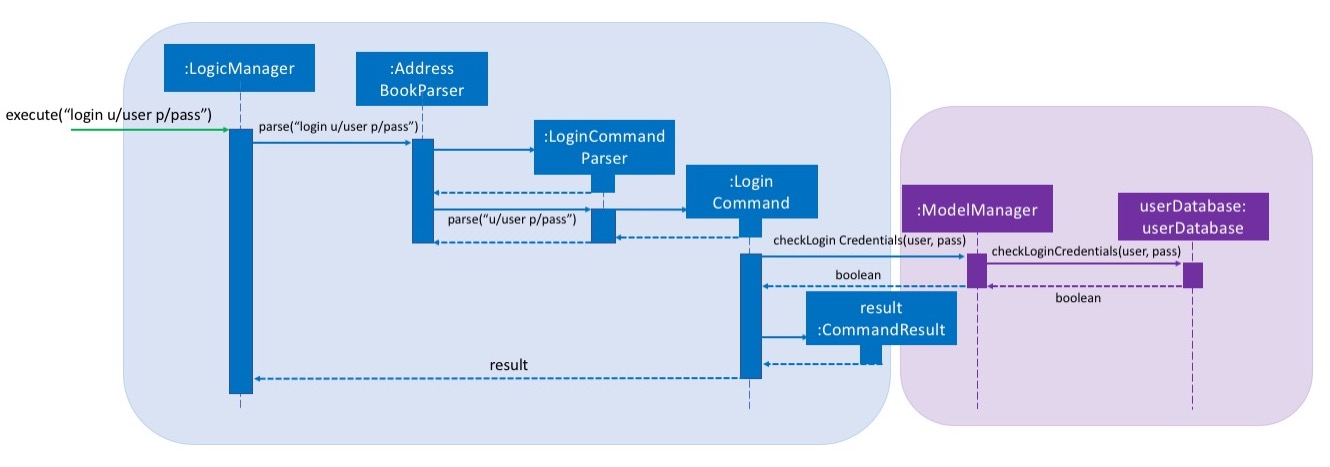 :LogicManager
:Address
BookParser
execute(“login u/user p/pass”)
parse(“login u/user p/pass”)
:LoginCommand
Parser
:Login
Command
parse(“u/user p/pass”)
:ModelManager
userDatabase:
userDatabase
checkLogin Credentials(user, pass)
checkLoginCredentials(user, pass)
boolean
boolean
result
:CommandResult
result